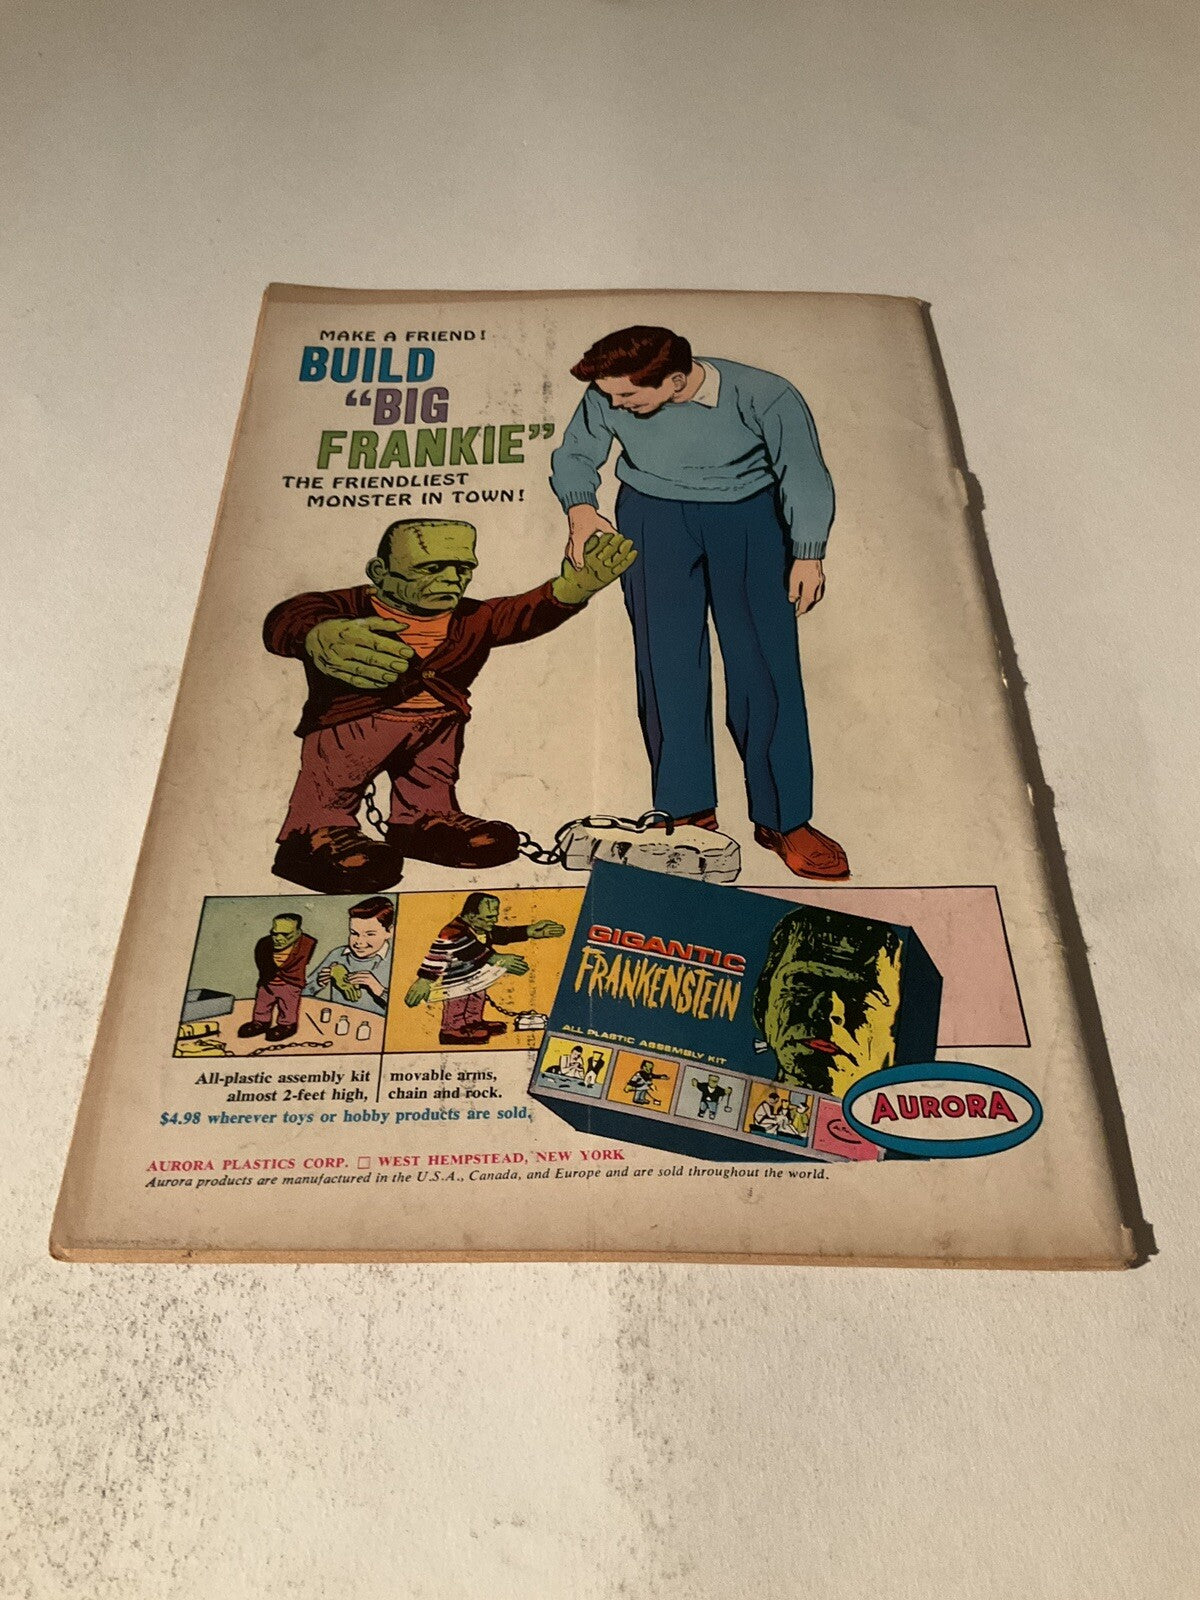 MAKE A FRIEND!
BUILD
“BIG
FRANKIE”
THE FRIENDLIEST
MONSTER IN TOWN!
GIGANTIC
FRANKENSTEIN
ALL PLASTIC ASSEMBLY KIT
AURORA
All-plastic assembly kit
almost 2-feet high,
movable arms,
chain and rock.
$4.98 wherever toys or hobby products are sold.
AURORA PLASTICS CORP. □ WEST HEMPSTEAD, NEW YORK
Aurora products are manufactured in the U.S.A., Canada, and Europe and are sold throughout the world.